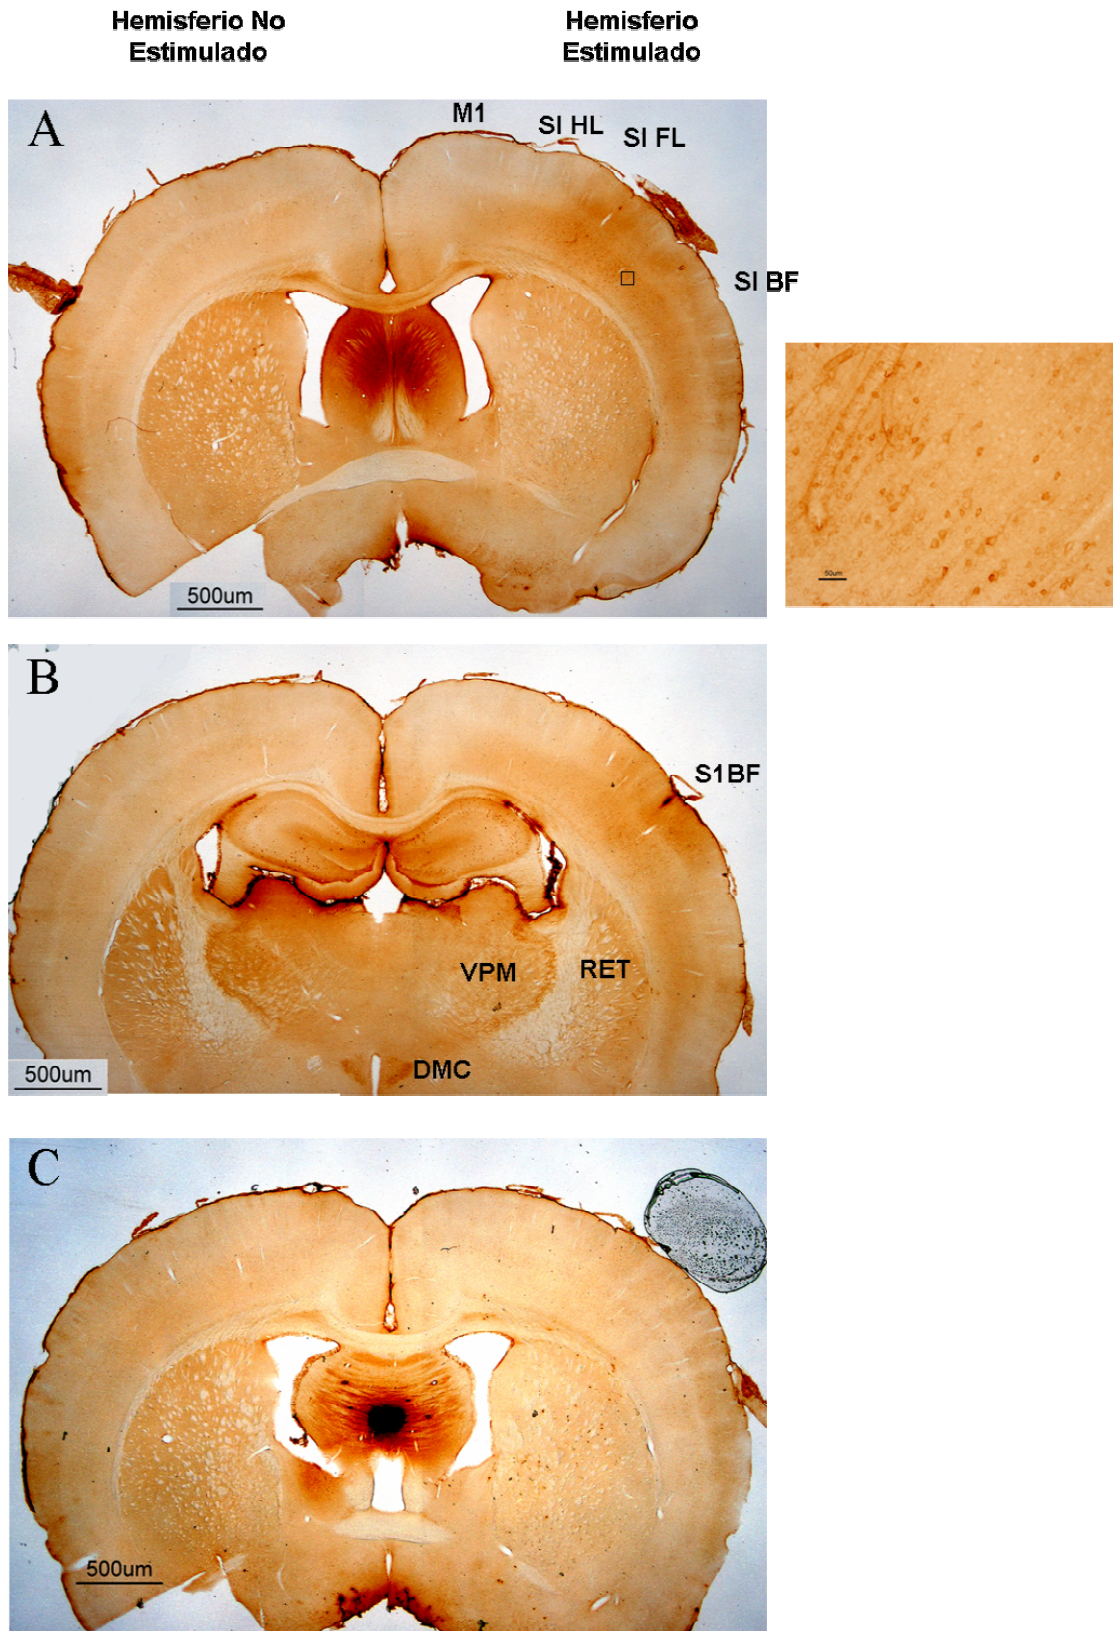 Hemisferio No
Estimulado
Hemisferio
Estimulado
A
M1
SI HL
SI FL
SI BF
500um
50um
B
S1BF
VPM
RET
DMC
500um
C
500um